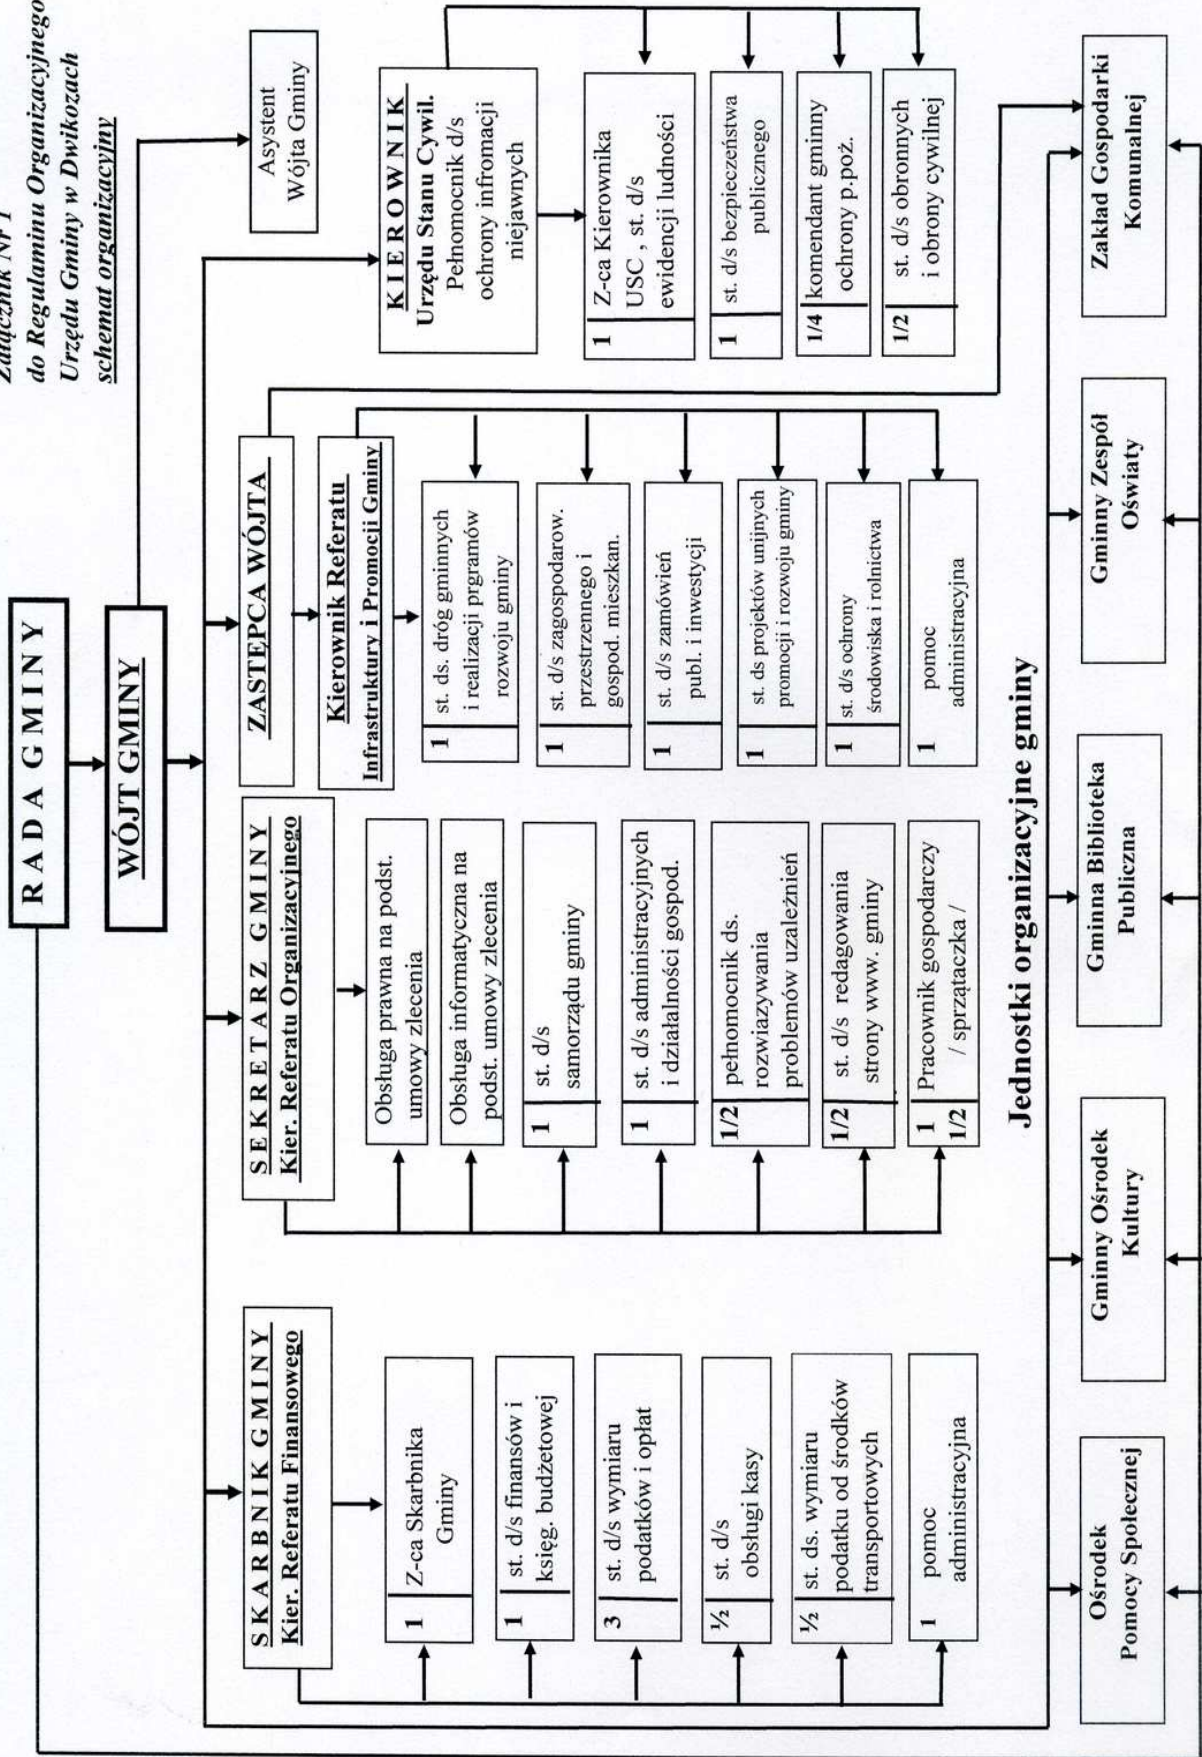 Załącznik Nr 1
do Regulaminu Organizacyjnego
Urzędu Gminy w Dwikozach
schemat organizacyjny
RADA GMINY
WÓJT GMINY
Asystent
Wójta Gminy
SKARBNIK GMINY
Kier. Referatu Finansowego
1 Z-ca Skarbnika
Gminy
1 st. d/s finansów i
księg. budżetowej
3 st. d/s wymiaru
podatków i opłat
½ st. d/s
obsługi kasy
½ st. ds. wymiaru
podatku od środków
transportowych
1 pomoc
administracyjna
SEKRETARZ GMINY
Kier. Referatu Organizacyjnego
Obsługa prawna na podst.
umowy zlecenia
Obsługa informatyczna na
podst. umowy zlecenia
1 st. d/s
samorządu gminy
1 st. d/s administracyjnych
i działalności gospod.
1/2 pełnomocnik ds.
rozwiazywania
problemów uzależnień
1/2 st. d/s redagowania
strony www. gminy
1 Pracownik gospodarczy
1/2 / sprzątaczka /
ZASTĘPCA WÓJTA
Kierownik Referatu
Infrastruktury i Promocji Gminy
1 st. ds. dróg gminnych
i realizacji prgramów
rozwoju gminy
1 st. d/s zagospodarow.
przestrzennego i
gospod. mieszkan.
1 st. d/s zamówień
publ. i inwestycji
1 st. ds projektów unijnych
promocji i rozwoju gminy
1 st. d/s ochrony
środowiska i rolnictwa
1 pomoc
administracyjna
KIEROWNIK
Urzędu Stanu Cywil.
Pełnomocnik d/s
ochrony infromacji
niejawnych
1 Z-ca Kierownika
USC , st. d/s
ewidencji ludności
1 st. d/s bezpieczeństwa
publicznego
1/4 komendant gminny
ochrony p.poż.
1/2 st. d/s obronnych
i obrony cywilnej
Jednostki organizacyjne gminy
Ośrodek
Pomocy Społecznej
Gminny Ośrodek
Kultury
Gminna Biblioteka
Publiczna
Gminny Zespół
Oświaty
Zakład Gospodarki
Komunalnej